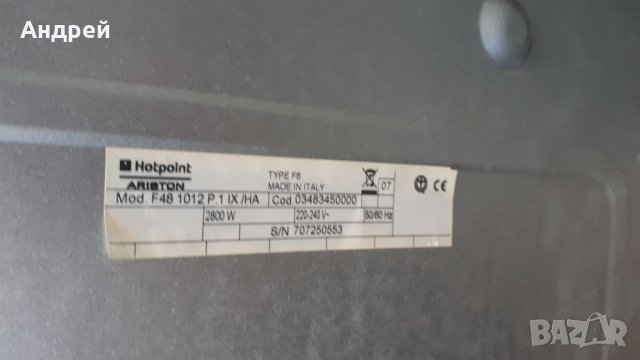 Андрей
Hotpoint
ARISTON
TYPE F6
MADE IN ITALY
07
CE
Mod. F48 1012 P.1 IX /HA
Cod. 03483450000
2800 W
220-240 V~
50/60 Hz
S/N 707250553
BAZAR